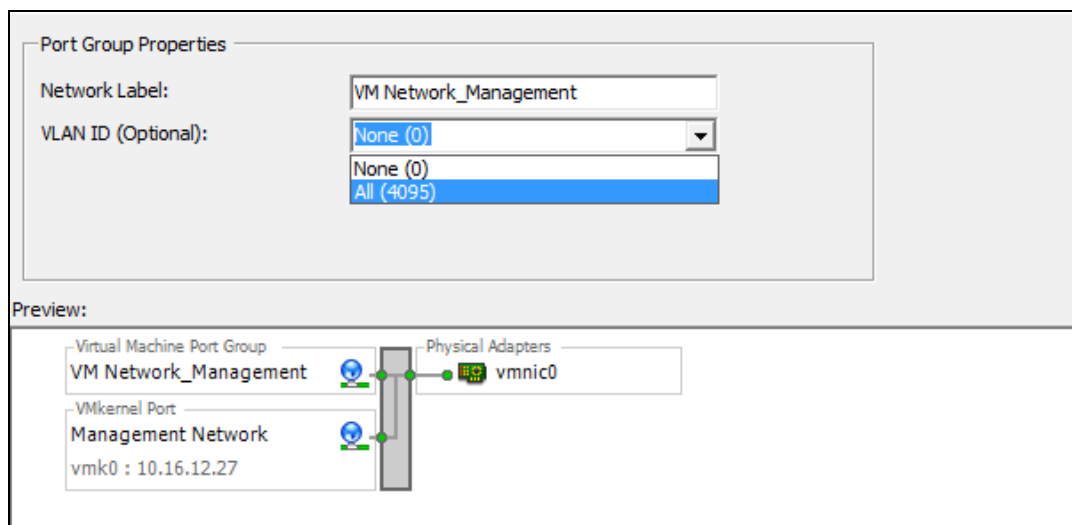 Port Group Properties
Network Label:
VM Network_Management
VLAN ID (Optional):
None (0)
None (0)
All (4095)
Preview:
Virtual Machine Port Group
VM Network_Management
Physical Adapters
vmnic0
VMkernel Port
Management Network
vmk0 : 10.16.12.27